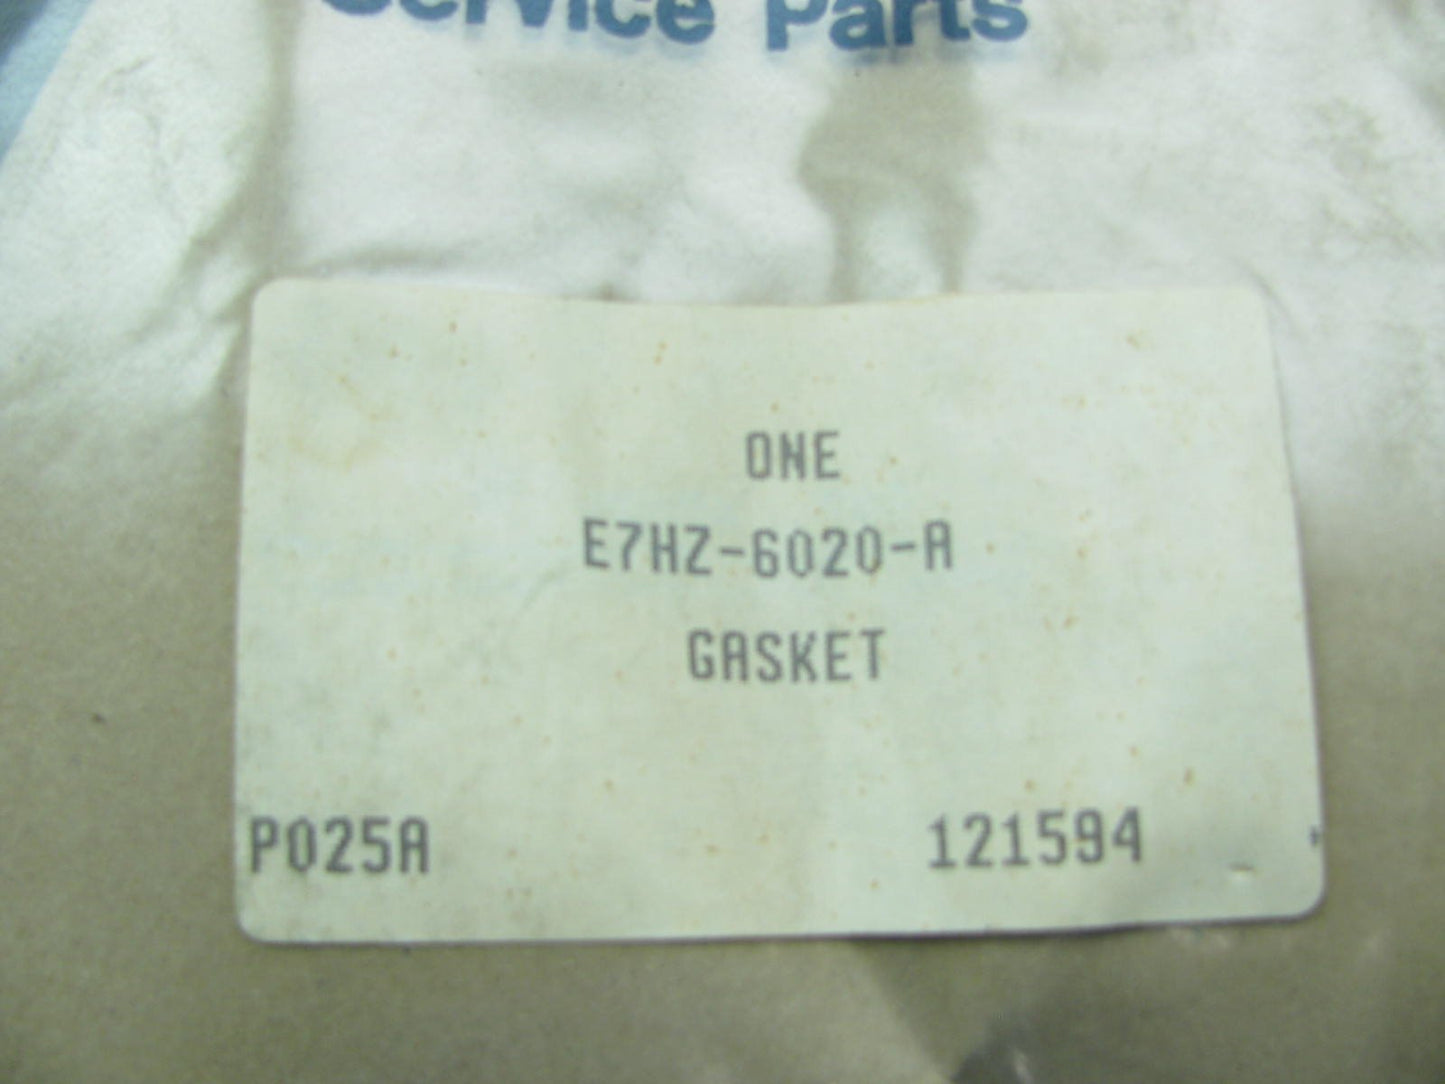 Service Parts
ONE
E7HZ-6020-A
GASKET
P025A 121594